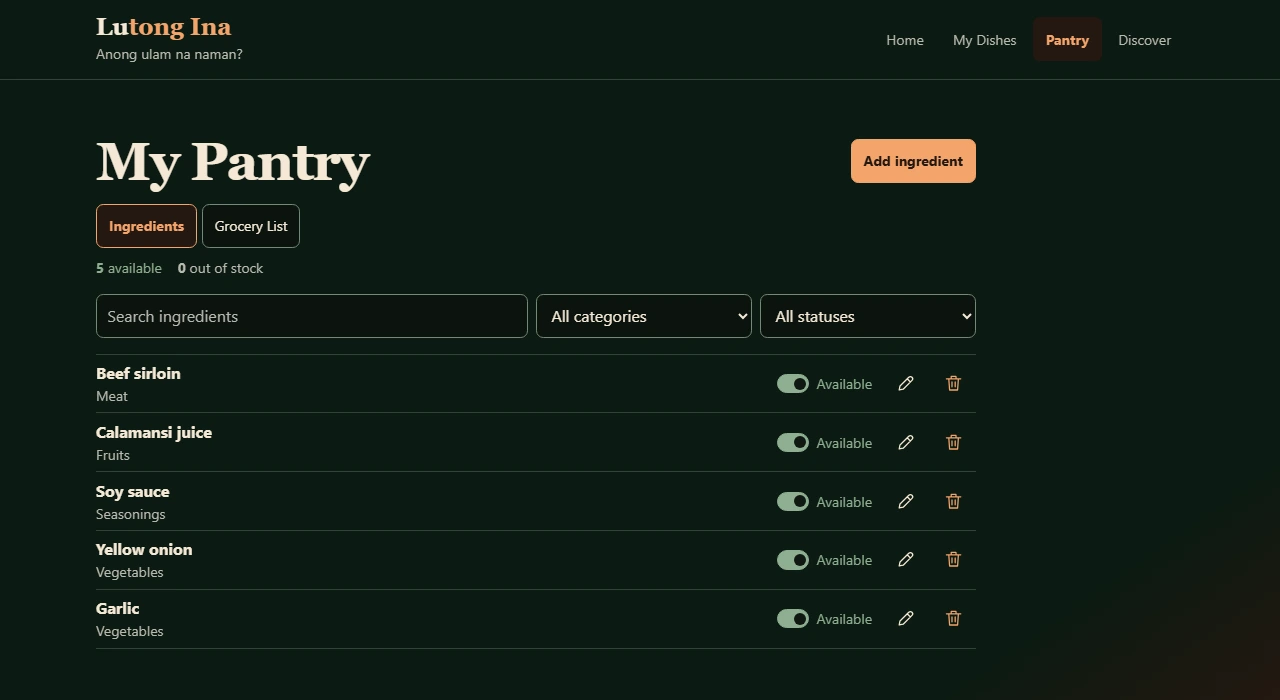 Lutong Ina
Anong ulam na naman?
Home
My Dishes
Pantry
Discover
My Pantry
Add ingredient
Ingredients
Grocery List
5 available
0 out of stock
Search ingredients
All categories
All statuses
Beef sirloin
Meat
Available
Calamansi juice
Fruits
Available
Soy sauce
Seasonings
Available
Yellow onion
Vegetables
Available
Garlic
Vegetables
Available